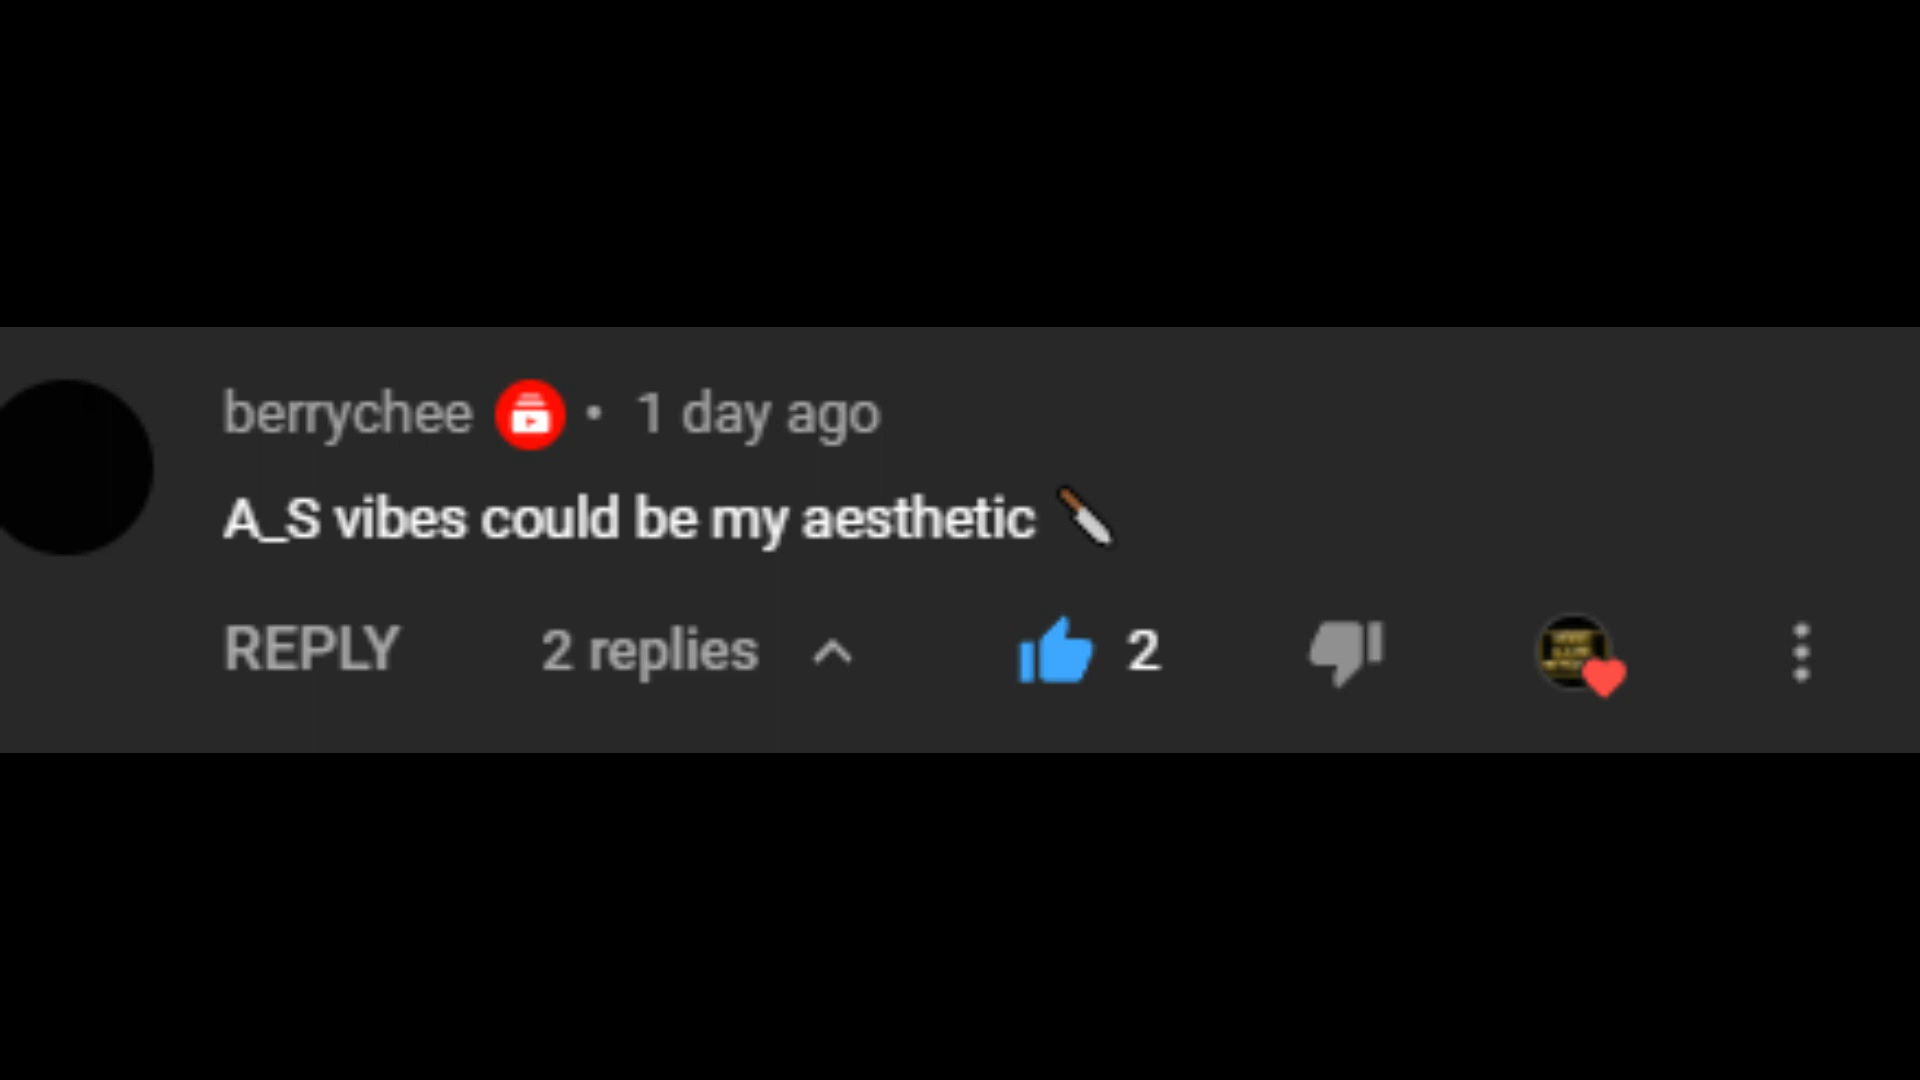 berrychee • 1 day ago
A_S vibes could be my aesthetic 🔪
REPLY 2 replies 2